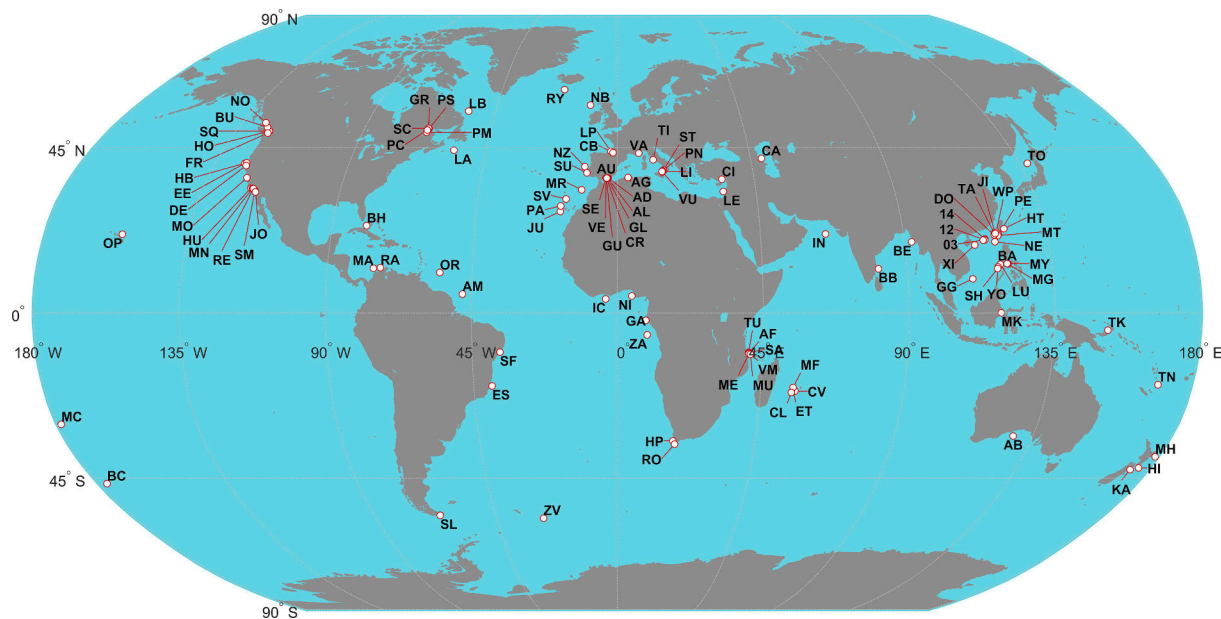 90° N
NO
GR PS
LB
RY
NB
BU
SQ
SC
PM
LP
TI
ST
HO
PC
CB
VA
PN
CA
45° N
FR
LA
NZ
LI
TO
HB
SU
AU
AG
CI
JI
EE
MR
AD
VU
LE
TA
WP
DE
SV
SE
AL
DO
PE
MO
PA
VE
GL
14
HT
HU
JO
BH
JU
GU
CR
12
MT
MN
RE
SM
OP
IN
BE
03
NE
MA RA
OR
BB
XI
BA
MY
AM
GG
SH
YO
LU
MG
IC
NI
0°
GA
TU
MK
TK
ZA
AF
180° W
135° W
90° W
45° W
0
SA
45° E
90° E
135° E
180° E
SF
ME
MU
VM
MF
TN
ES
CL
ET
CV
MC
HP
AB
RO
MH
BC
45° S
HI
KA
SL
ZV
90° S